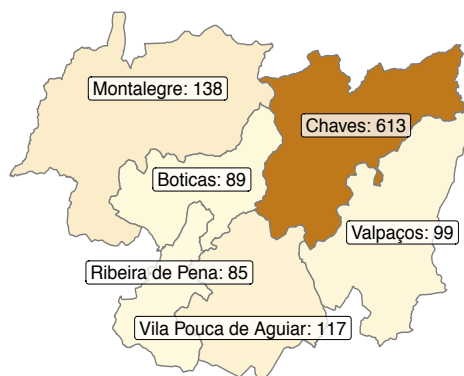 Montalegre: 138
Chaves: 613
Boticas: 89
Valpaços: 99
Ribeira de Pena: 85
Vila Pouca de Aguiar: 117